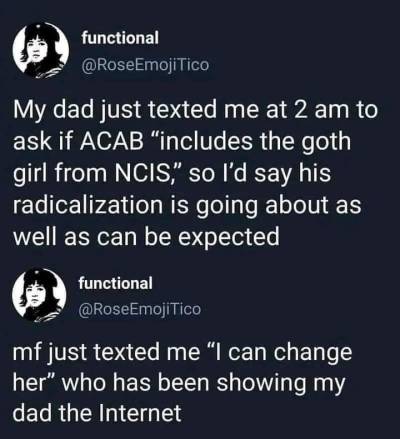 functional
@RoseEmojiTico
My dad just texted me at 2 am to
ask if ACAB “includes the goth
girl from NCIS,” so I’d say his
radicalization is going about as
well as can be expected
functional
@RoseEmojiTico
mf just texted me “I can change
her” who has been showing my
dad the Internet